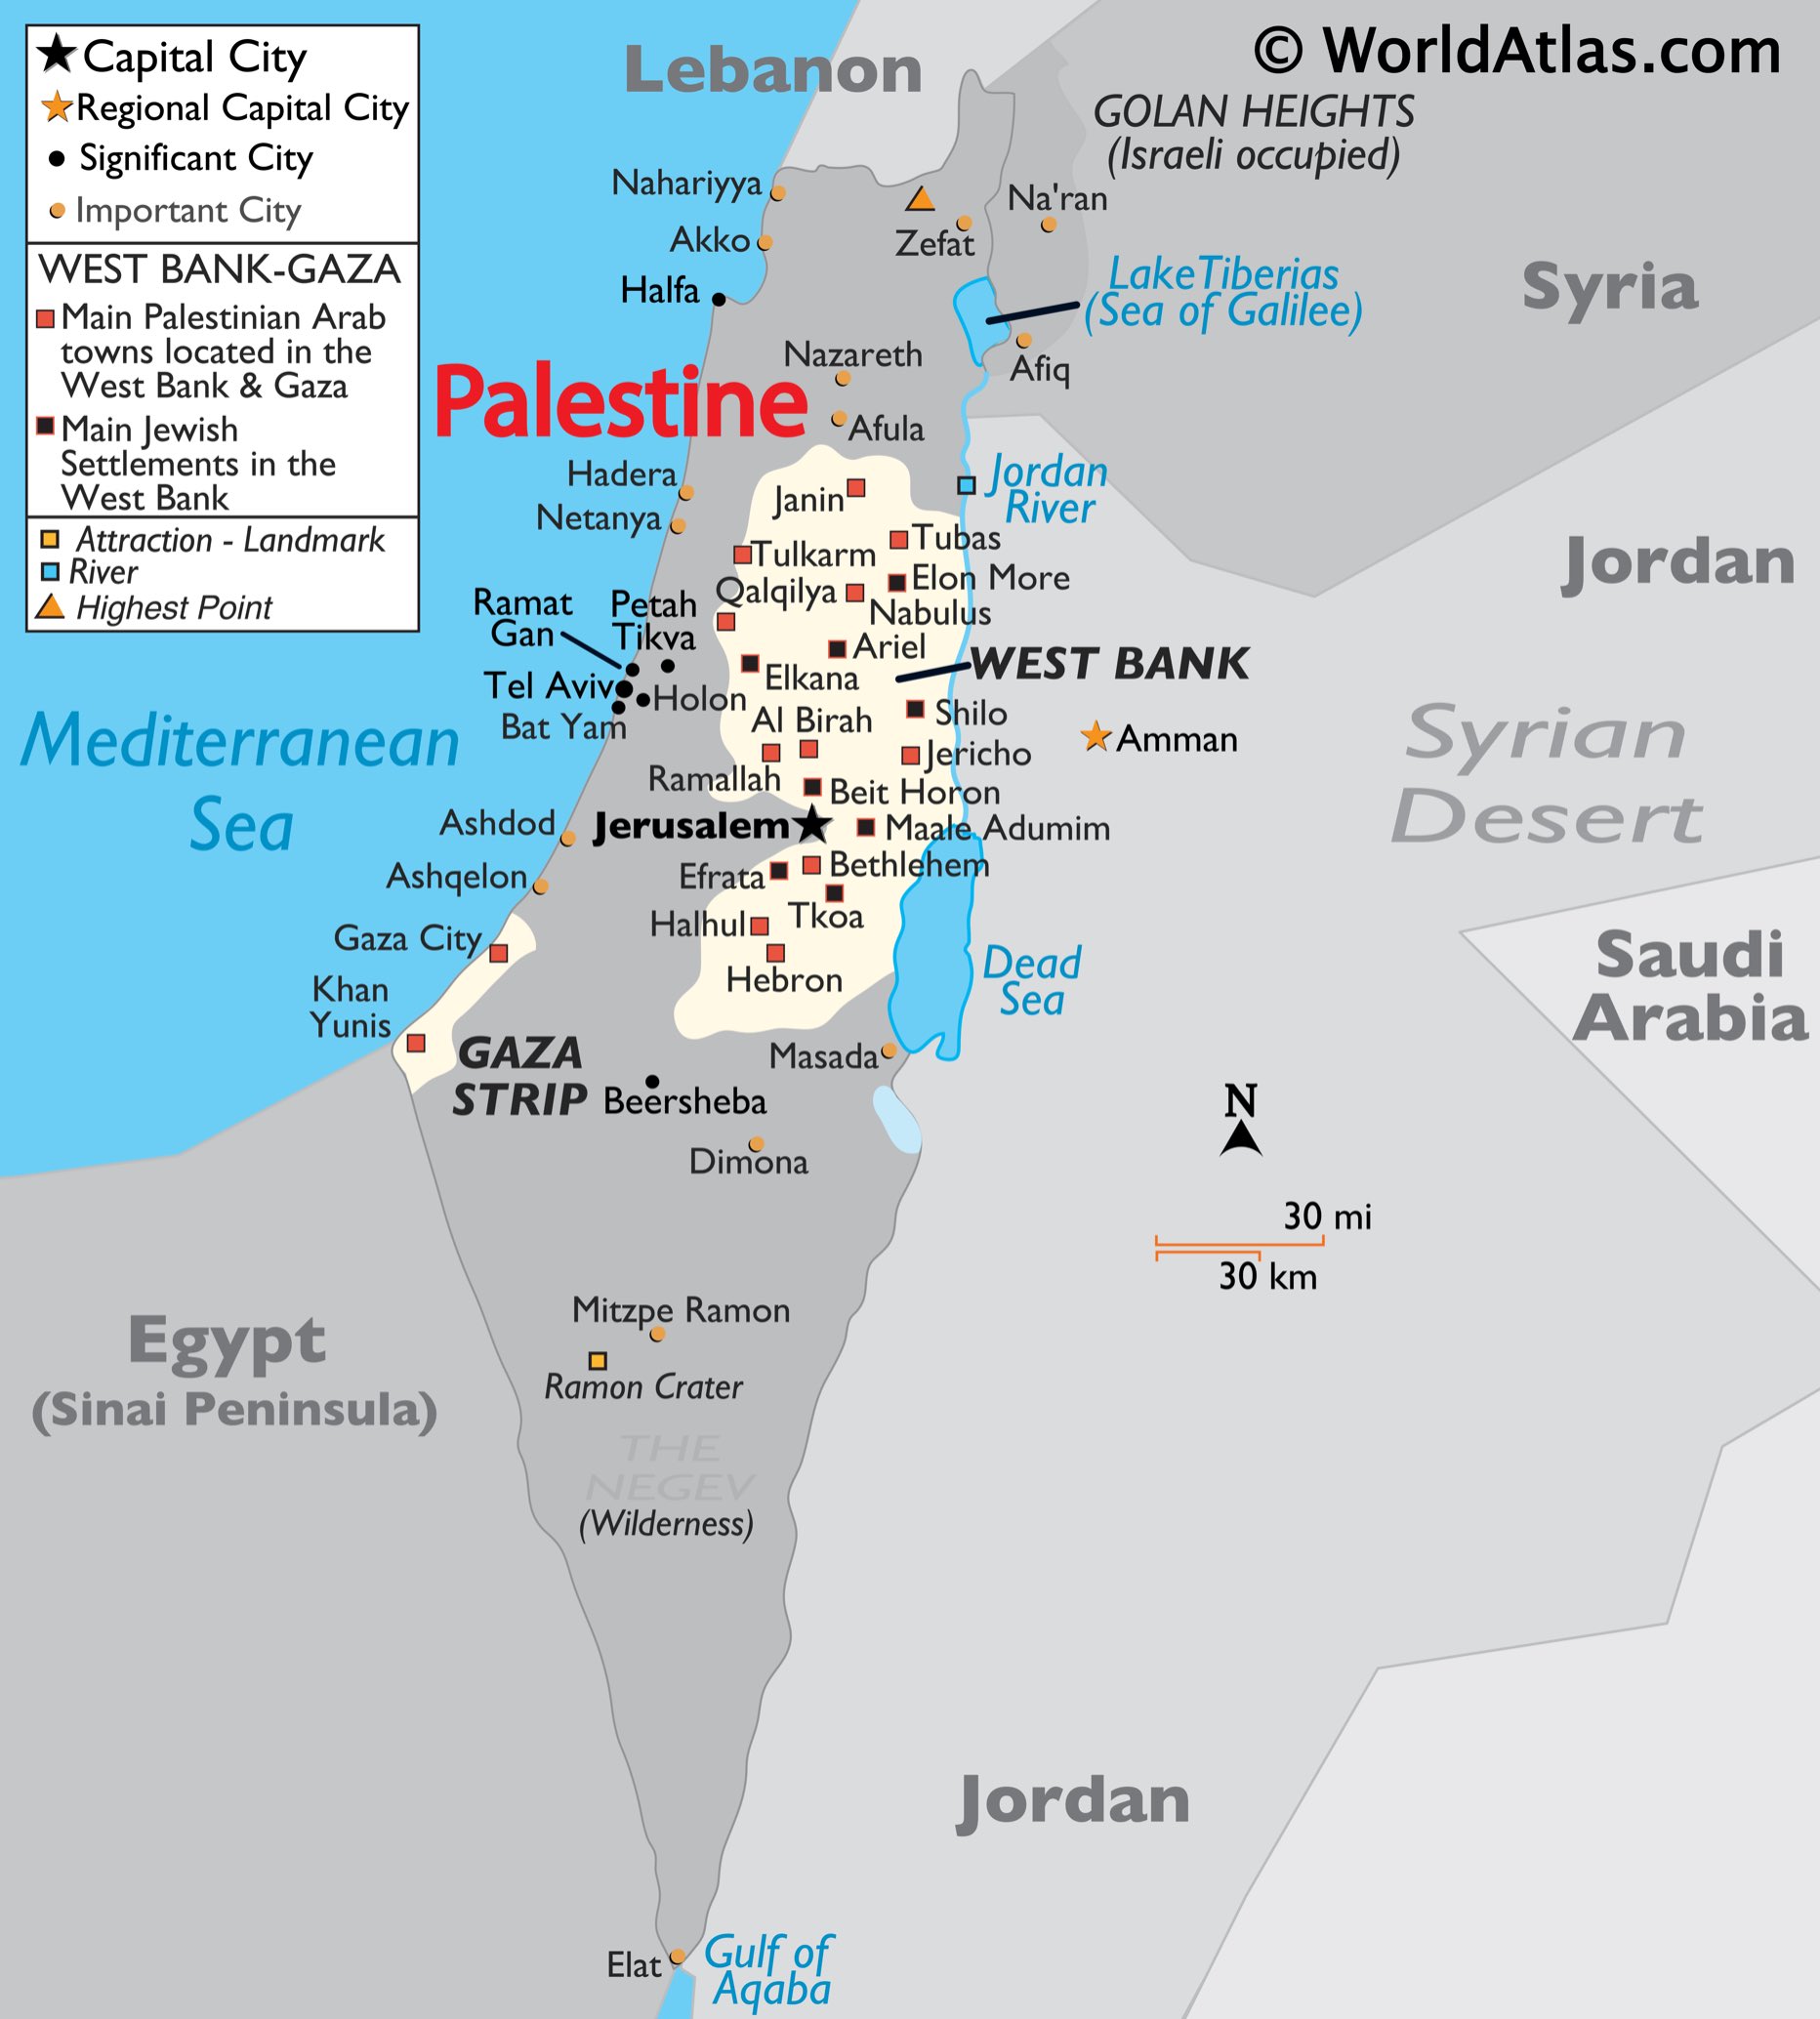 Capital City
Regional Capital City
Significant City
Important City
WEST BANK-GAZA
Main Palestinian Arab
towns located in the
West Bank & Gaza
Main Jewish
Settlements in the
West Bank
Attraction - Landmark
River
Highest Point
© WorldAtlas.com
Lebanon
GOLAN HEIGHTS
(Israeli occupied)
Nahariyya
Na'ran
Akko
Zefat
Halfa
Lake Tiberias
(Sea of Galilee)
Syria
Nazareth
Afiq
Palestine
Afula
Hadera
Netanya
Janin
Jordan
River
Tubas
Tulkarm
Jordan
Elon More
Qalqilya
Nabulus
Ramat
Gan
Petah
Tikva
Ariel
WEST BANK
Elkana
Tel Aviv
Holon
Bat Yam
Al Birah
Shilo
Mediterranean
Sea
Amman
Syrian
Desert
Jericho
Ramallah
Beit Horon
Ashdod
Jerusalem
Maale Adumim
Bethlehem
Ashqelon
Efrata
Tkoa
Halhul
Gaza City
Hebron
Dead
Sea
Saudi
Arabia
Khan
Yunis
GAZA
STRIP
Masada
Beersheba
Dimona
N
30 mi
30 km
Mitzpe Ramon
Ramon Crater
Egypt
(Sinai Peninsula)
THE
NEGEV
(Wilderness)
Jordan
Elat
Gulf of
Aqaba